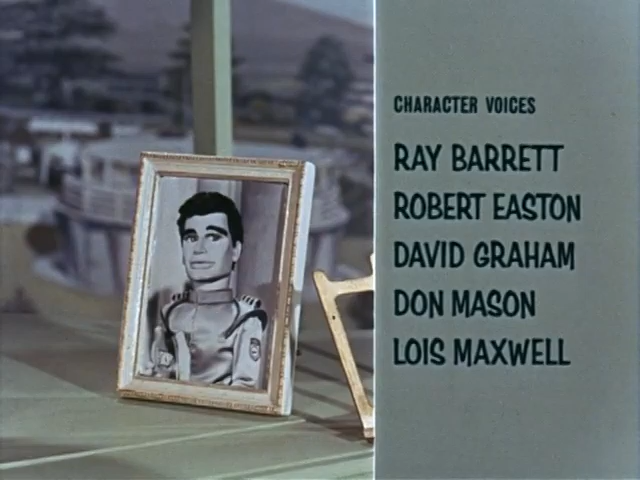 CHARACTER VOICES
RAY BARRETT
ROBERT EASTON
DAVID GRAHAM
DON MASON
LOIS MAXWELL